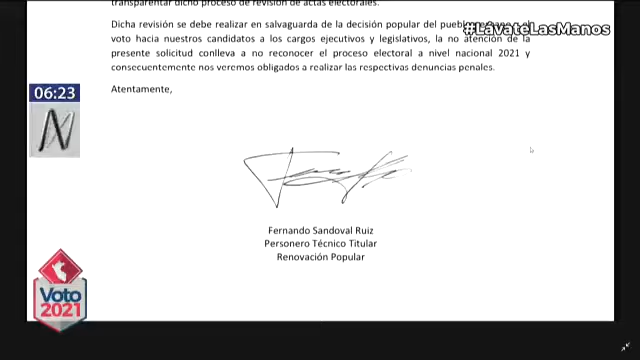 transparentar dicho proceso de revisión de actas electorales.
#LávateLasManos
Dicha revisión se debe realizar en salvaguarda de la decisión popular del
voto hacia nuestros candidatos a los cargos ejecutivos y legislativos, la no atención de la
presente solicitud conlleva a no reconocer el proceso electoral a nivel nacional 2021 y
consecuentemente nos veremos obligados a realizar las respectivas denuncias penales.
06:23
N
Atentamente,
Fernando Sandoval Ruiz
Personero Técnico Titular
Renovación Popular
Voto
2021